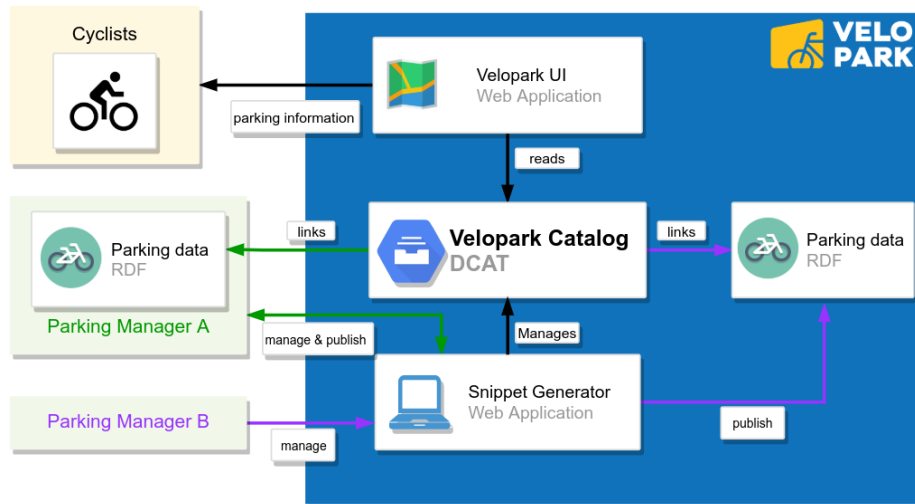 Cyclists
VELO
PARK
Velopark UI
Web Application
parking information
reads
links
Velopark Catalog
DCAT
links
Parking data
RDF
Parking data
RDF
Parking Manager A
manage & publish
Manages
Snippet Generator
Web Application
Parking Manager B
manage
publish